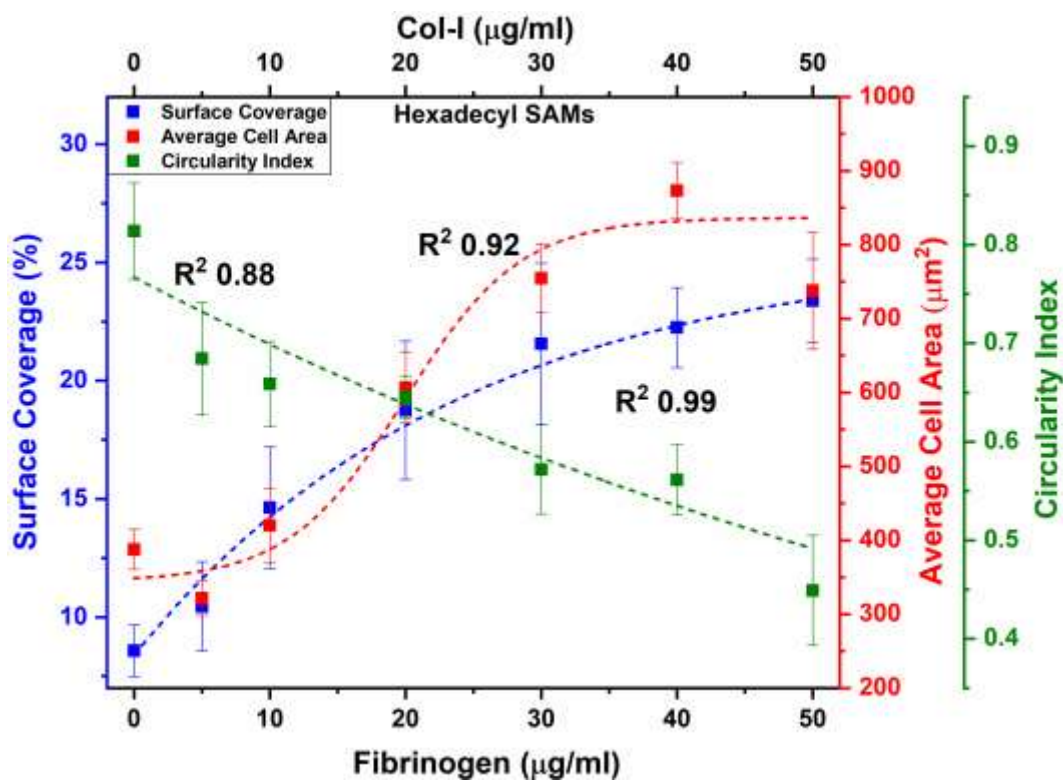 Col-I (μg/ml)
0 10 20 30 40 50
Surface Coverage
Average Cell Area
Circularity Index
Hexadecyl SAMs
R² 0.88
R² 0.92
R² 0.99
Surface Coverage (%)
30
25
20
15
10
Average Cell Area (μm²)
1000
900
800
700
600
500
400
300
200
Circularity Index
0.9
0.8
0.7
0.6
0.5
0.4
0 10 20 30 40 50
Fibrinogen (μg/ml)